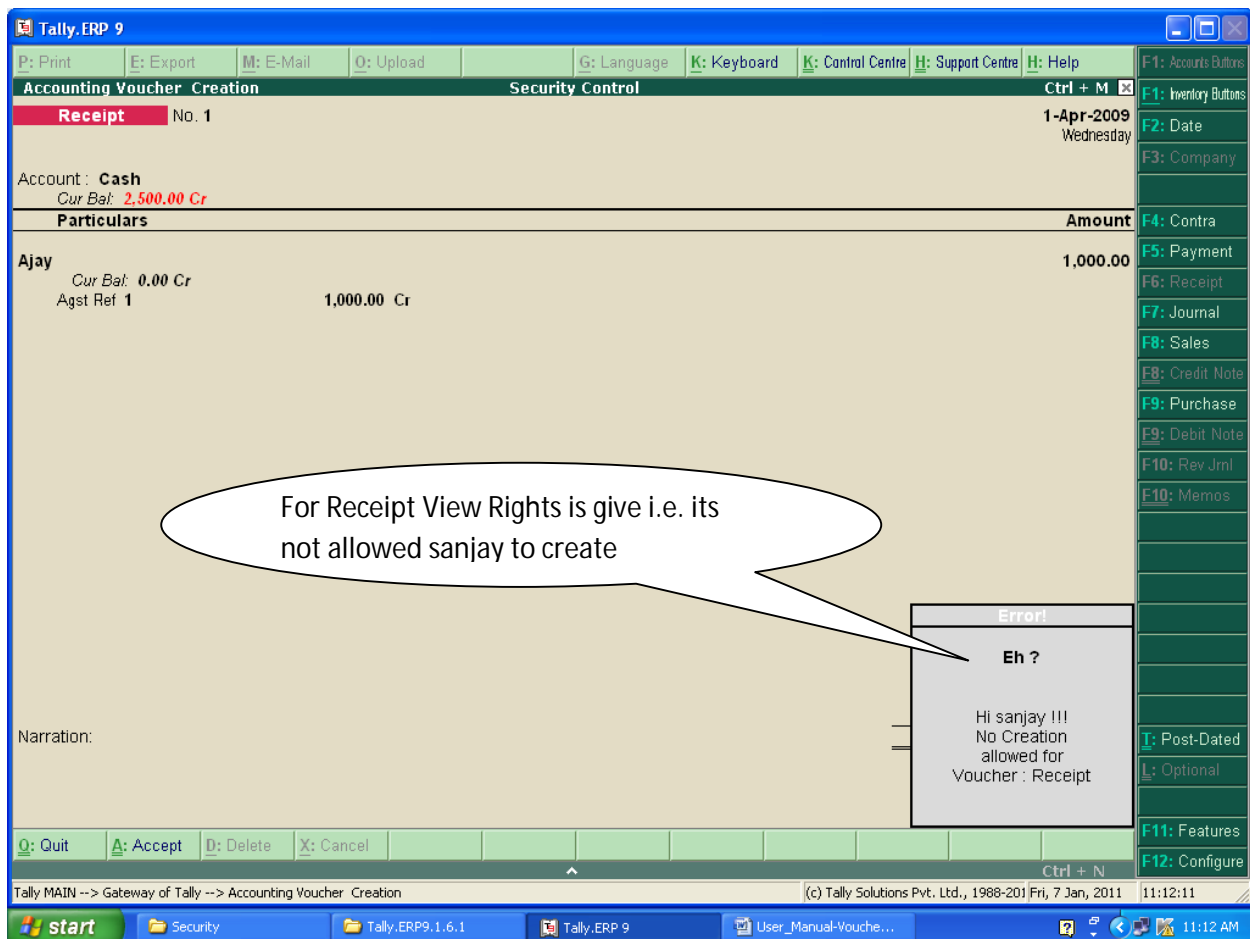 Tally.ERP 9
P: Print E: Export M: E-Mail O: Upload G: Language K: Keyboard K: Control Centre H: Support Centre H: Help
F1: Accounts Buttons
Accounting Voucher Creation Security Control Ctrl + M
F1: Inventory Buttons
Receipt No. 1 1-Apr-2009
Wednesday
F2: Date
F3: Company
Account : Cash
Cur Bal: 2,500.00 Cr
Particulars Amount
F4: Contra
Ajay 1,000.00
F5: Payment
Cur Bal: 0.00 Cr
F6: Receipt
Agst Ref 1 1,000.00 Cr
F7: Journal
F8: Sales
F8: Credit Note
F9: Purchase
F9: Debit Note
F10: Rev Jrnl
F10: Memos
For Receipt View Rights is give i.e. its
not allowed sanjay to create
Error!
Eh ?
Hi sanjay !!!
No Creation
allowed for
Voucher : Receipt
Narration:
T: Post-Dated
L: Optional
F11: Features
Q: Quit A: Accept D: Delete X: Cancel
F12: Configure
Ctrl + N
Tally MAIN --> Gateway of Tally --> Accounting Voucher Creation (c) Tally Solutions Pvt. Ltd., 1988-201 Fri, 7 Jan, 2011 11:12:11
start Security Tally.ERP9.1.6.1 Tally.ERP 9 User_Manual-Vouche... 11:12 AM